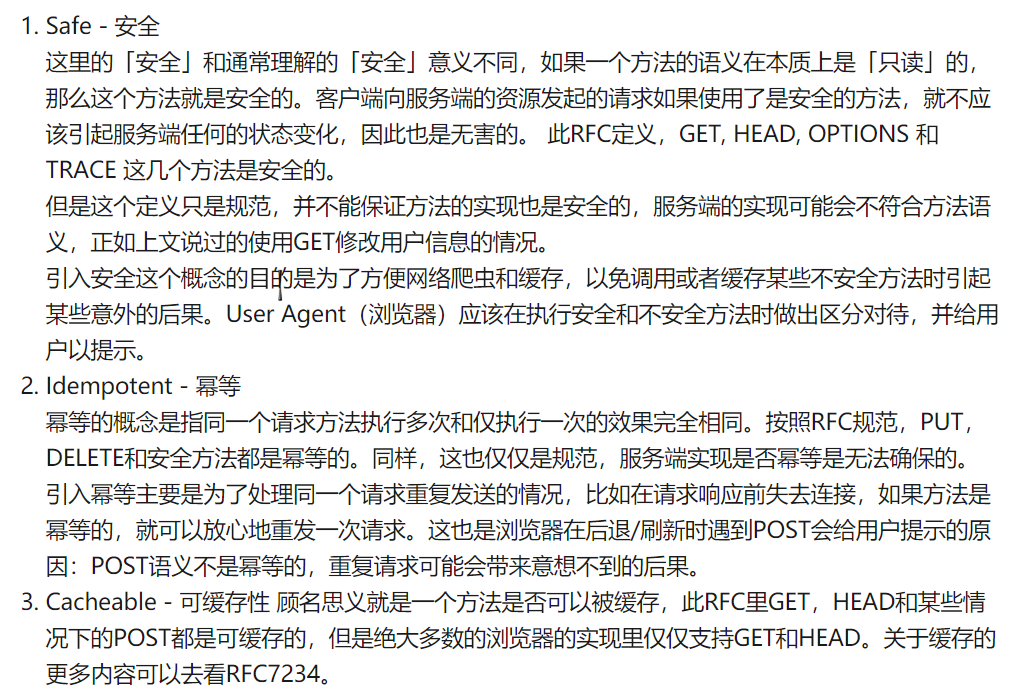 1. Safe - 安全
这里的「安全」和通常理解的「安全」意义不同，如果一个方法的语义在本质上是「只读」的，
那么这个方法就是安全的。客户端向服务端的资源发起的请求如果使用了是安全的方法，就不应
该引起服务端任何的状态变化，因此也是无害的。 此RFC定义，GET, HEAD, OPTIONS 和
TRACE 这几个方法是安全的。
但是这个定义只是规范，并不能保证方法的实现也是安全的，服务端的实现可能会不符合方法语
义，正如上文说过的使用GET修改用户信息的情况。
引入安全这个概念的目的是为了方便网络爬虫和缓存，以免调用或者缓存某些不安全方法时引起
某些意外的后果。User Agent（浏览器）应该在执行安全和不安全方法时做出区分对待，并给用
户以提示。
2. Idempotent - 幂等
幂等的概念是指同一个请求方法执行多次和仅执行一次的效果完全相同。按照RFC规范，PUT，
DELETE和安全方法都是幂等的。同样，这也仅仅是规范，服务端实现是否幂等是无法确保的。
引入幂等主要是为了处理同一个请求重复发送的情况，比如在请求响应前失去连接，如果方法是
幂等的，就可以放心地重发一次请求。这也是浏览器在后退/刷新时遇到POST会给用户提示的原
因：POST语义不是幂等的，重复请求可能会带来意想不到的后果。
3. Cacheable - 可缓存性 顾名思义就是一个方法是否可以被缓存，此RFC里GET，HEAD和某些情
况下的POST都是可缓存的，但是绝大多数的浏览器的实现里仅仅支持GET和HEAD。关于缓存的
更多内容可以去看RFC7234。